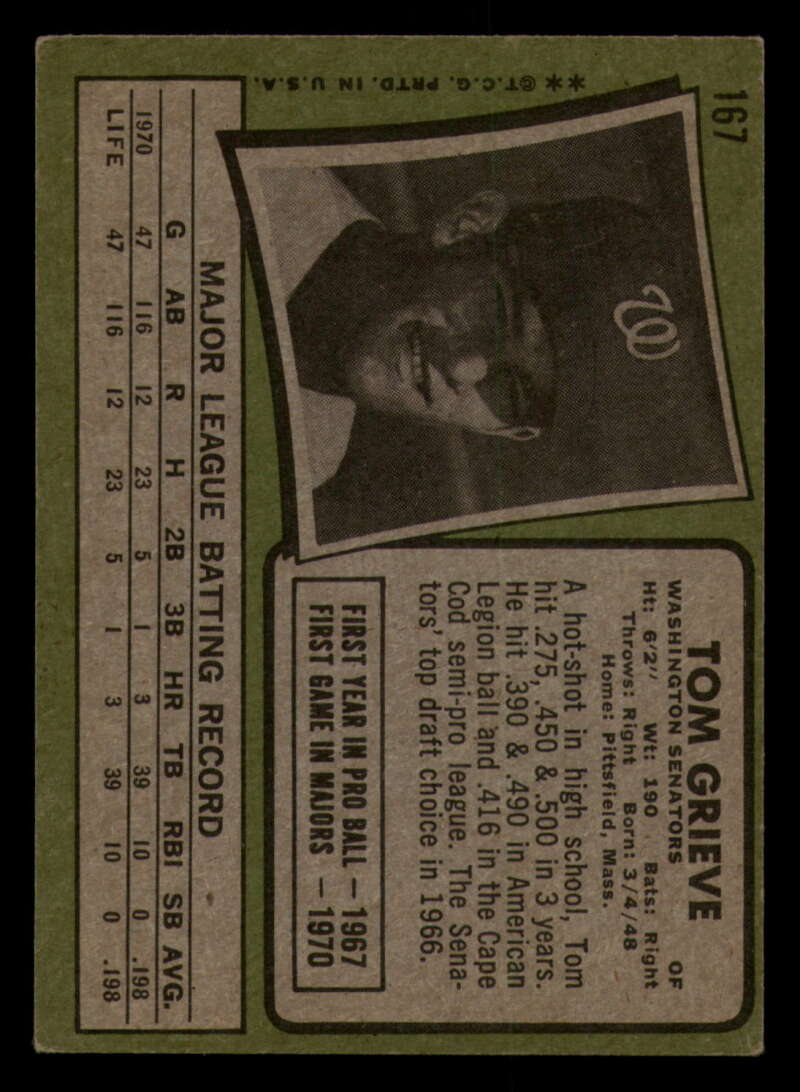 167
**©T.C.G. PRTD. IN U.S.A.
W
TOM GRIEVE
OF
WASHINGTON SENATORS
Ht: 6'2" Wt: 190 Bats: Right
Throws: Right Born: 3/4/48
Home: Pittsfield, Mass.
A hot-shot in high school, Tom
hit .275, .450 & .500 in 3 years.
He hit .390 & .490 in American
Legion ball and .416 in the Cape
Cod semi-pro league. The Sena-
tors' top draft choice in 1966.
FIRST YEAR IN PRO BALL — 1967
FIRST GAME IN MAJORS — 1970
MAJOR LEAGUE BATTING RECORD
G AB R H 2B 3B HR TB RBI SB AVG.
1970 47 116 12 23 5 1 3 39 10 0 .198
LIFE 47 116 12 23 5 1 3 39 10 0 .198